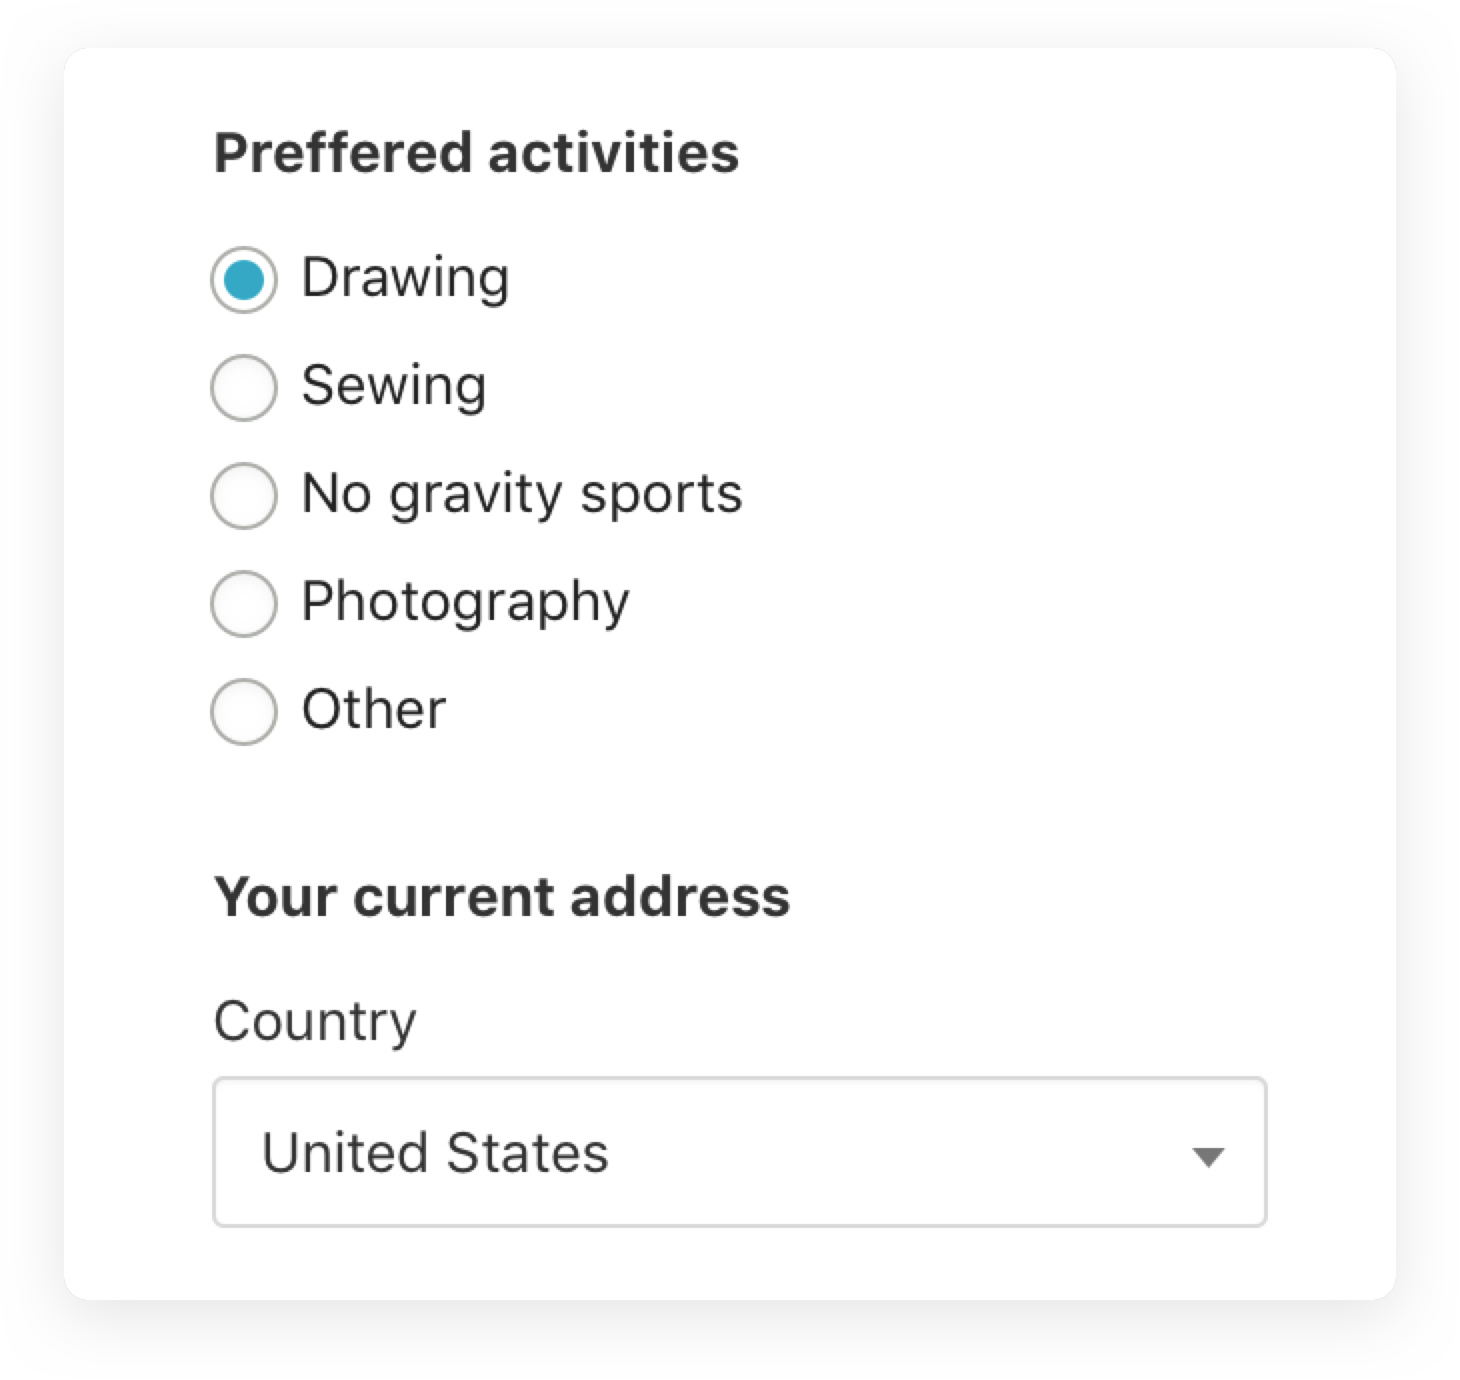 Preffered activities
Drawing
Sewing
No gravity sports
Photography
Other
Your current address
Country
United States